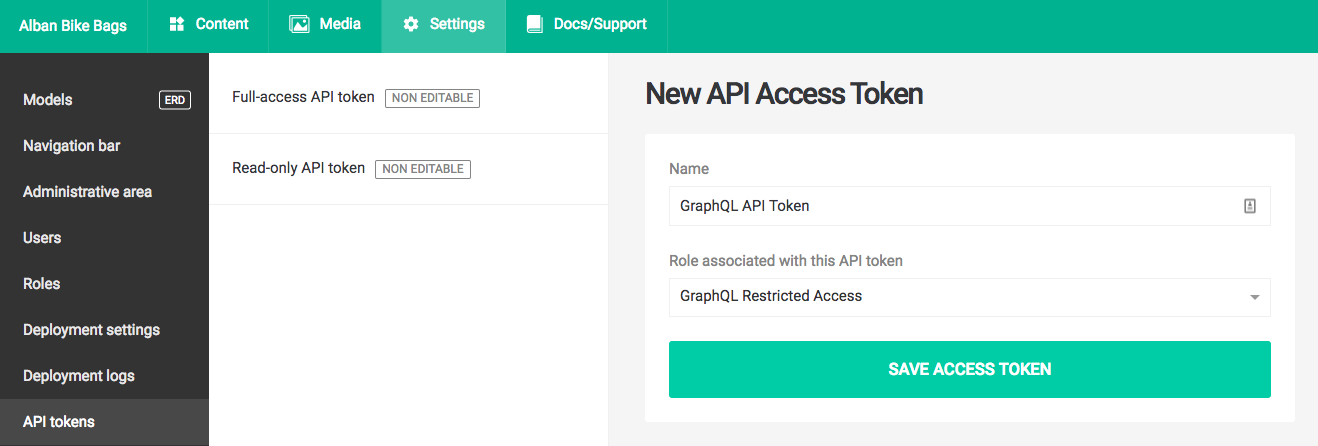 Alban Bike Bags
Content
Media
Settings
Docs/Support
Models
ERD
Navigation bar
Administrative area
Users
Roles
Deployment settings
Deployment logs
API tokens
Full-access API token
NON EDITABLE
Read-only API token
NON EDITABLE
New API Access Token
Name
GraphQL API Token
Role associated with this API token
GraphQL Restricted Access
SAVE ACCESS TOKEN